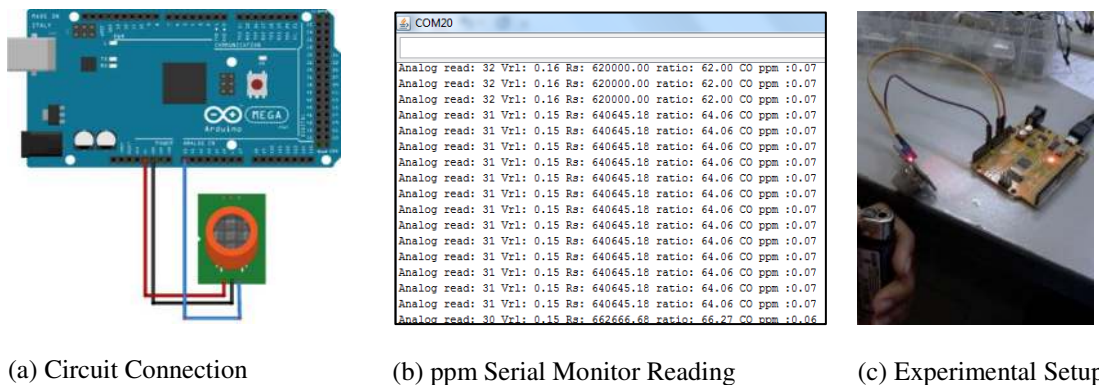 MADE IN
ITALY
PWR
TX
RX
COMMUNICATION
MEGA
Arduino
POWER
ANALOG IN
DIGITAL
COM20
Analog read: 32 Vrl: 0.16 Rs: 620000.00 ratio: 62.00 CO ppm :0.07
Analog read: 32 Vrl: 0.16 Rs: 620000.00 ratio: 62.00 CO ppm :0.07
Analog read: 32 Vrl: 0.16 Rs: 620000.00 ratio: 62.00 CO ppm :0.07
Analog read: 31 Vrl: 0.15 Rs: 640645.18 ratio: 64.06 CO ppm :0.07
Analog read: 31 Vrl: 0.15 Rs: 640645.18 ratio: 64.06 CO ppm :0.07
Analog read: 31 Vrl: 0.15 Rs: 640645.18 ratio: 64.06 CO ppm :0.07
Analog read: 31 Vrl: 0.15 Rs: 640645.18 ratio: 64.06 CO ppm :0.07
Analog read: 31 Vrl: 0.15 Rs: 640645.18 ratio: 64.06 CO ppm :0.07
Analog read: 31 Vrl: 0.15 Rs: 640645.18 ratio: 64.06 CO ppm :0.07
Analog read: 31 Vrl: 0.15 Rs: 640645.18 ratio: 64.06 CO ppm :0.07
Analog read: 31 Vrl: 0.15 Rs: 640645.18 ratio: 64.06 CO ppm :0.07
Analog read: 31 Vrl: 0.15 Rs: 640645.18 ratio: 64.06 CO ppm :0.07
Analog read: 31 Vrl: 0.15 Rs: 640645.18 ratio: 64.06 CO ppm :0.07
Analog read: 31 Vrl: 0.15 Rs: 640645.18 ratio: 64.06 CO ppm :0.07
Analog read: 31 Vrl: 0.15 Rs: 640645.18 ratio: 64.06 CO ppm :0.07
Analog read: 31 Vrl: 0.15 Rs: 640645.18 ratio: 64.06 CO ppm :0.07
Analog read: 30 Vrl: 0.15 Rs: 662666.68 ratio: 66.27 CO ppm :0.06
(a) Circuit Connection
(b) ppm Serial Monitor Reading
(c) Experimental Setup